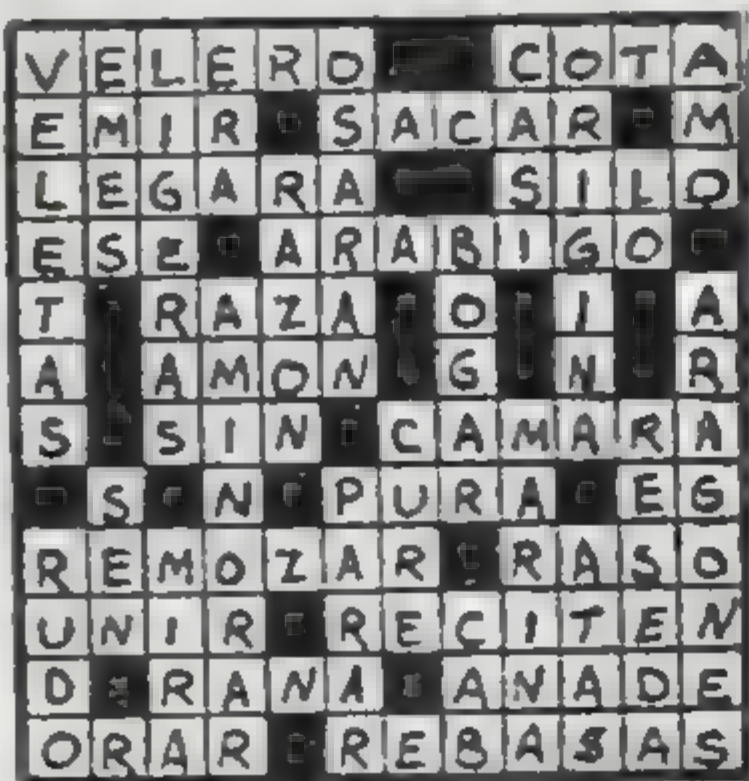 VELERO COTA
EMIR SACAR M
LEGARA SILO
ESE ARABIGO
T RAZA O I A
A AMON G N R
S SIN CAMARA
S N PURA EG
REMOZAR RASO
UNIR RECITEN
D RANA ANADE
ORAR REBASAS